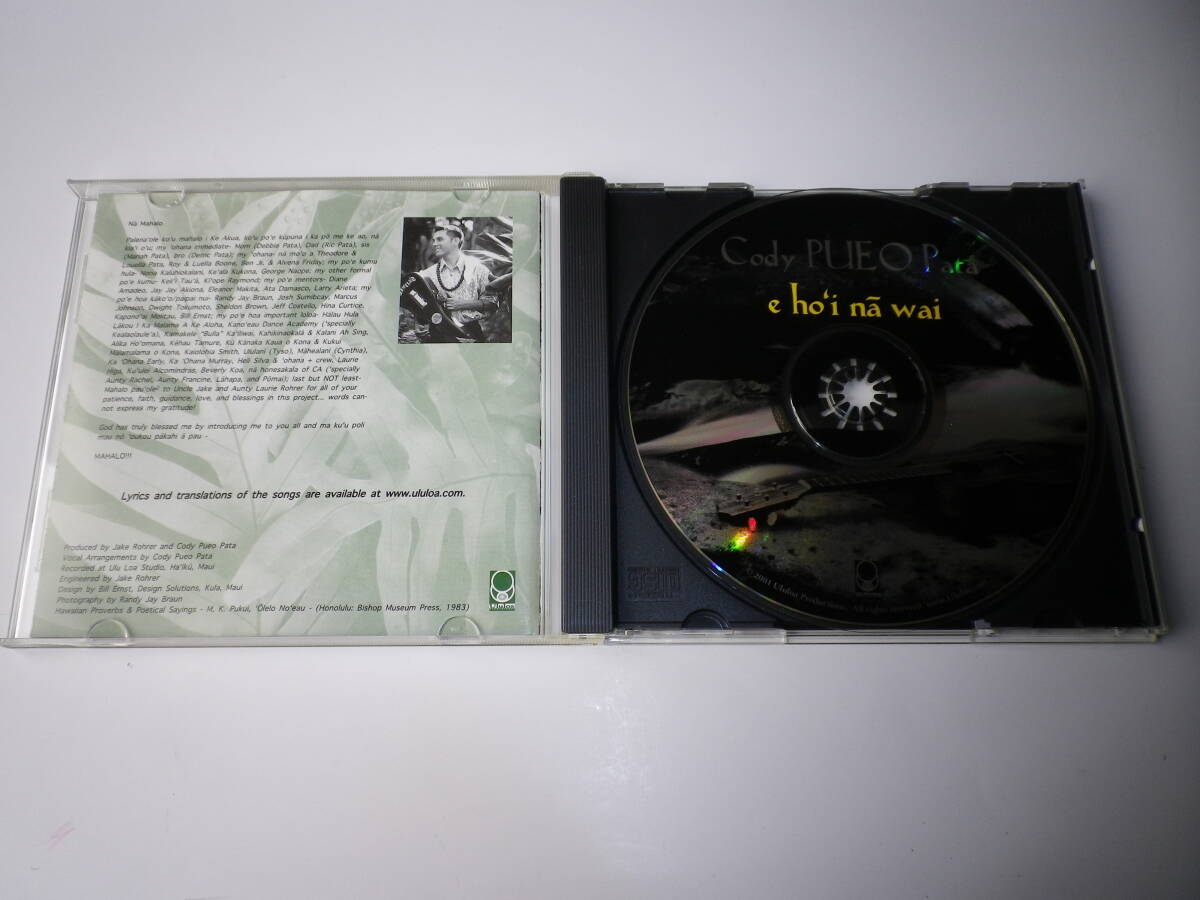 Nā Mahalo
Palena'ole ko'u mahalo i Ke Akua, ko'u po'e kūpuna i ka pō me ke ao, nā
kia'i o'u; my 'ohana immediate- Mom (Debbie Pata), Dad (Ric Pata), sis
(Mariah Pata), bro (Delric Pata); my 'ohana- nā mo'o a Theodore &
Louella Pata, Roy & Luella Boone, Ben Jr. & Alvena Friday; my po'e kumu
hula- Nona Kaluhiokalani, Ke'ala Kukona, George Naope; my other formal
po'e kumu- Kee'i Tau'ā, Ki'ope Raymond; my po'e mentors- Diane
Amadeo, Jay Jay Akiona, Eleanor Makita, Ata Damasco, Larry Arieta; my
po'e hoa kāko'o/paipai nui- Randy Jay Braun, Josh Sumibcay, Marcus
Johnson, Dwight Tokumoto, Sheldon Brown, Jeff Costello, Hina Curtice,
Kapono'ai Molitau, Bill Ernst; my po'e hoa important loloa- Hālau Hula
Lākou I Ka Malama A Ke Aloha, Kano'eau Dance Academy ('specially
Kealaolaule'a), Kamakele "Bulla" Ka'iliwai, Kahikinaokalā & Kalani Ah Sing,
Alika Ho'omana, Kēhau Tamure, Kū Kānaka Kaua o Kona & Kukui
Mālamalama o Kona, Kaiolohia Smith, Ululani (Tyso), Māhealani (Cynthia),
Ka 'Ohana Early, Ka 'Ohana Murray, Heli Silva & 'ohana + crew, Laurie
Higa, Ku'ulei Alcomindras, Beverly Koa, nā honesakala of CA ('specially
Aunty Rachel, Aunty Francine, Lāhapa, and Pōmai); last but NOT least-
Mahalo pau'ole! to Uncle Jake and Aunty Laurie Rohrer for all of your
patience, faith, guidance, love, and blessings in this project... words can-
not express my gratitude!
God has truly blessed me by introducing me to you all and ma ku'u poli
mau nō 'oukou pākahi ā pau -
MAHALO!!!
Lyrics and translations of the songs are available at www.ululoa.com.
Produced by Jake Rohrer and Cody Pueo Pata
Vocal Arrangements by Cody Pueo Pata
Recorded at Ulu Loa Studio, Ha'ikū, Maui
Engineered by Jake Rohrer
Design by Bill Ernst, Design Solutions, Kula, Maui
Photography by Randy Jay Braun
Hawaiian Proverbs & Poetical Sayings - M. K. Pukui, 'Ōlelo No'eau - (Honolulu: Bishop Museum Press, 1983)
Ululoa
Cody PUEO Pata
e ho'i nā wai
© 2001 Ululoa Productions. All rights reserved.